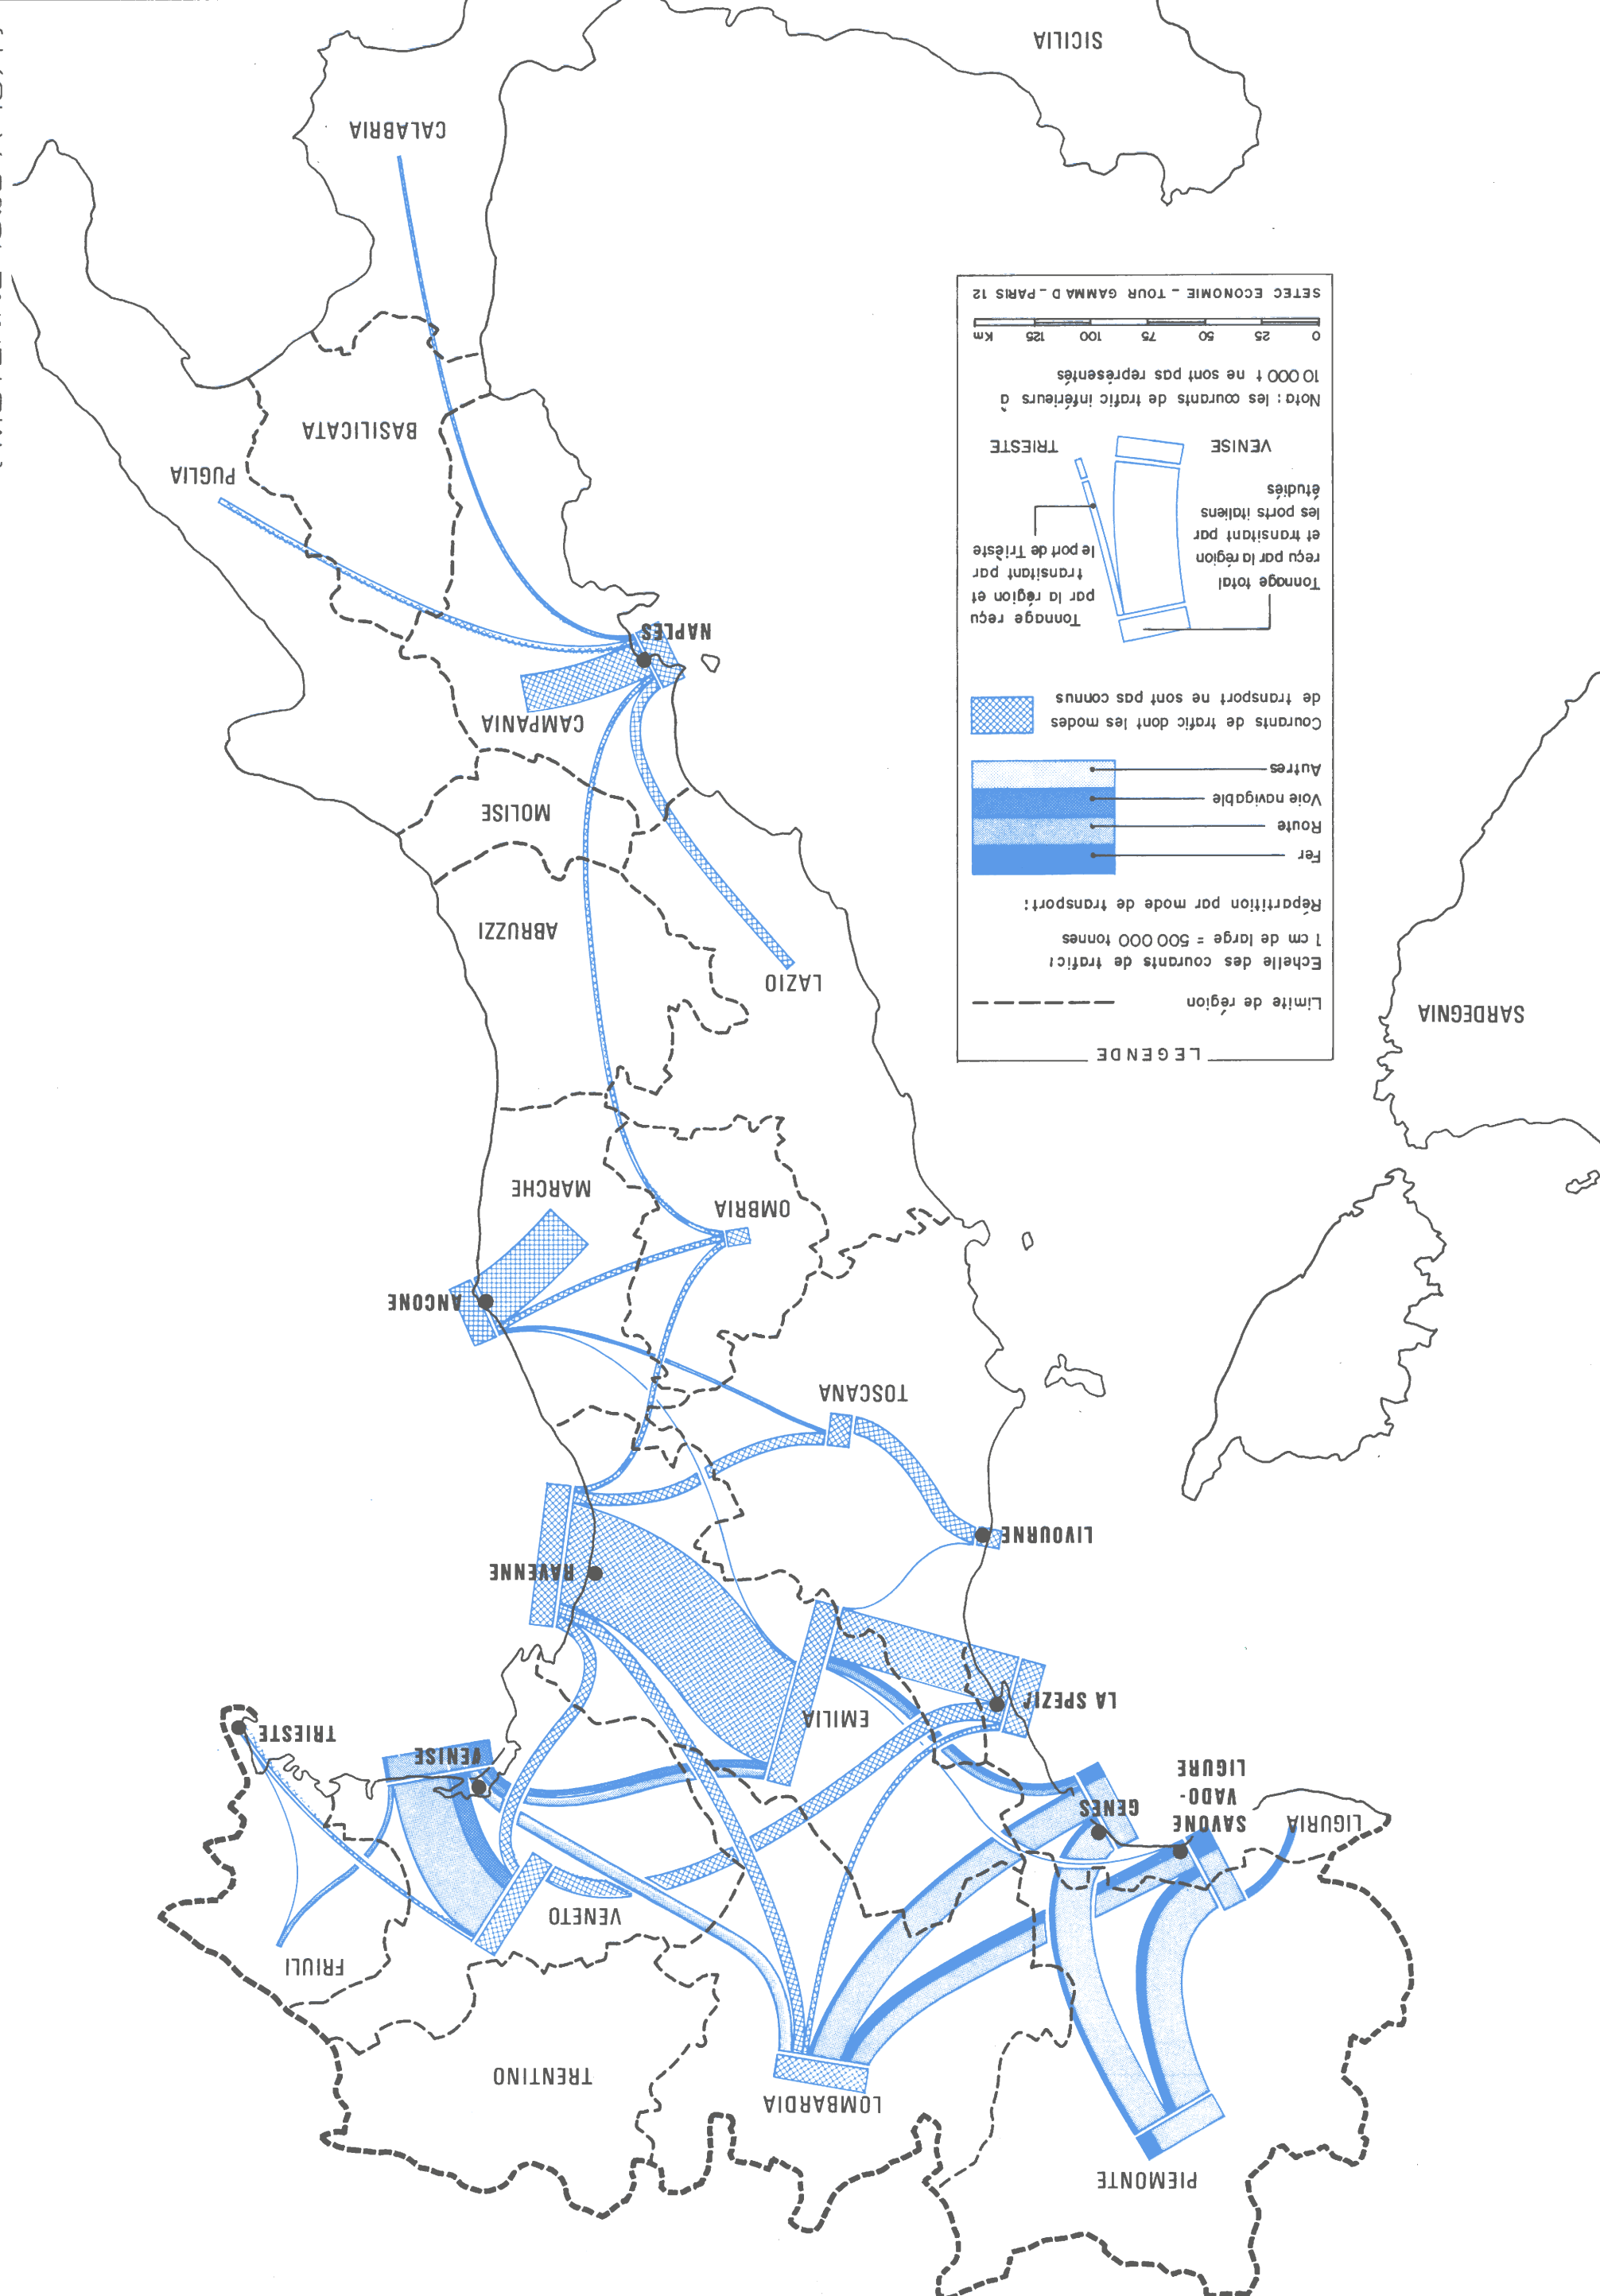 PIEMONTE
LOMBARDIA
TRENTINO
FRIULI
VENETO
LIGURIA
SAVONE
VADO-
LIGURE
GENES
VENISE
TRIESTE
EMILIA
LA SPEZIA
RAVENNE
LIVOURNE
TOSCANA
ANCONE
OMBRIA
MARCHE
SARDEGNIA
LAZIO
ABRUZZI
MOLISE
CAMPANIA
NAPLES
PUGLIA
BASILICATA
CALABRIA
SICILIA
LEGENDE
Limite de région
Echelle des courants de trafic:
1 cm de large = 500 000 tonnes
Répartition par mode de transport:
Fer
Route
Voie navigable
Autres
Courants de trafic dont les modes
de transport ne sont pas connus
Tonnage total
reçu par la région
et transitant par
les ports italiens
étudiés
Tonnage reçu
par la région et
transitant par
le port de Trièste
VENISE
TRIESTE
Nota: les courants de trafic inférieurs à
10 000 t ne sont pas représentés
0 25 50 75 100 125 Km
SETEC ECONOMIE _ TOUR GAMMA D _ PARIS 12